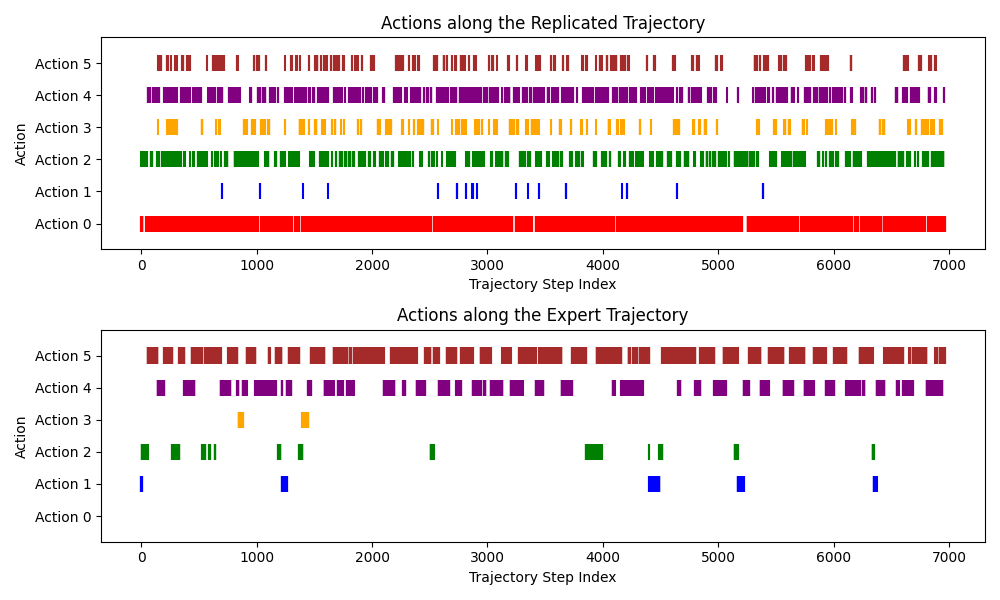 Actions along the Replicated Trajectory
Action
Action 5
Action 4
Action 3
Action 2
Action 1
Action 0
0 1000 2000 3000 4000 5000 6000 7000
Trajectory Step Index
Actions along the Expert Trajectory
Action
Action 5
Action 4
Action 3
Action 2
Action 1
Action 0
0 1000 2000 3000 4000 5000 6000 7000
Trajectory Step Index